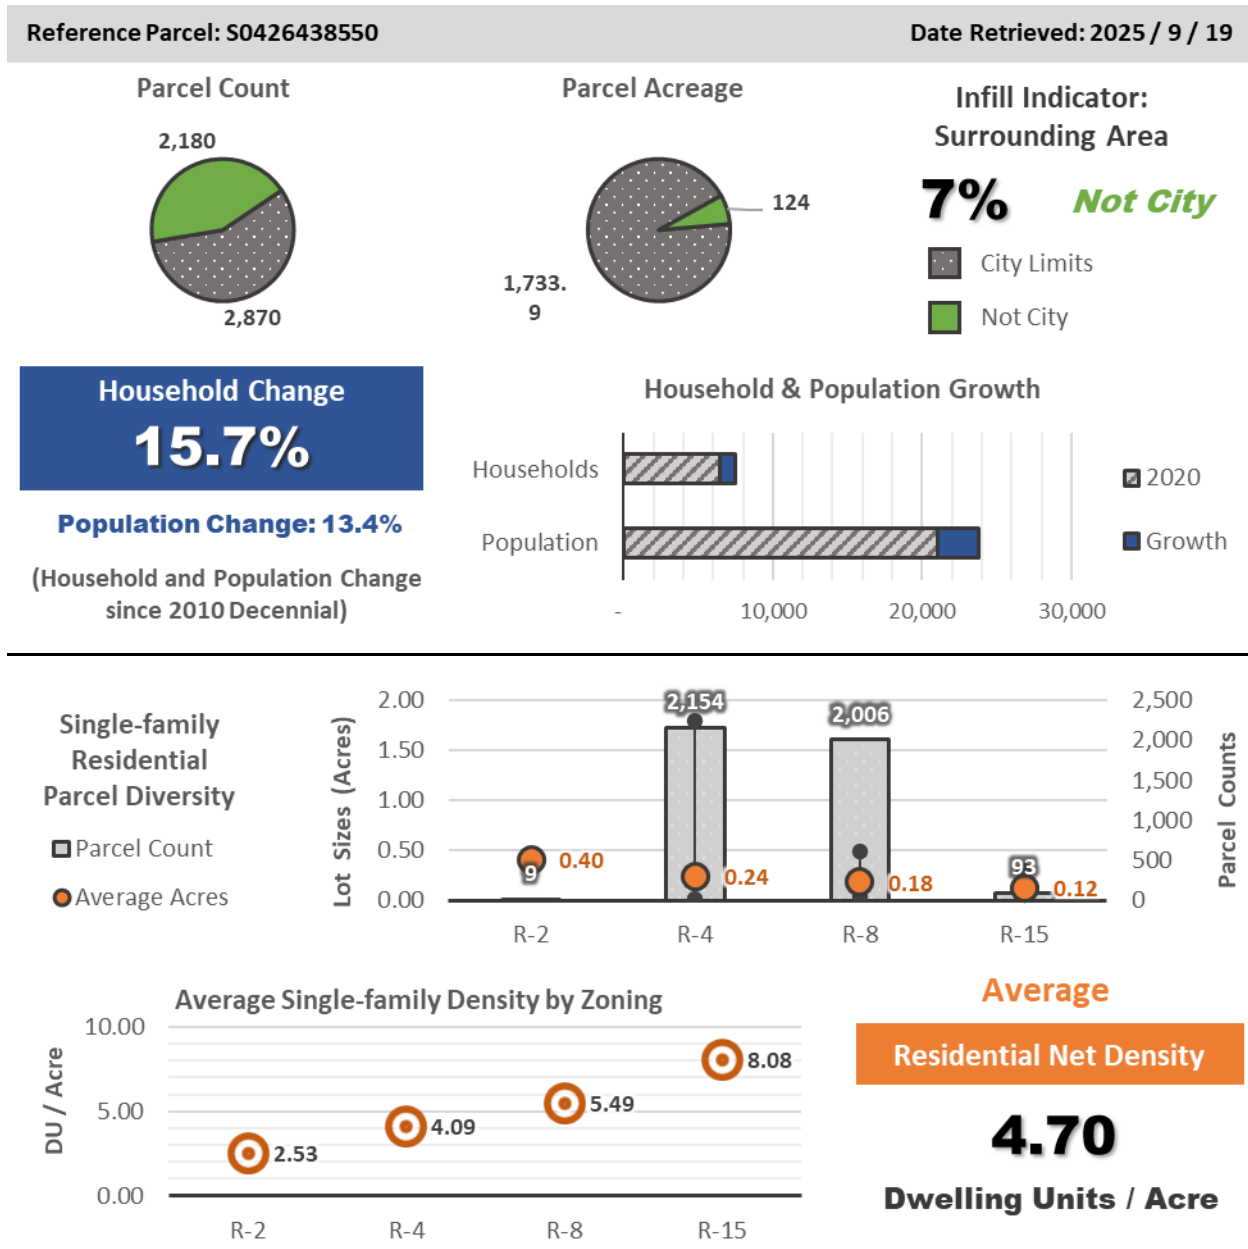 Reference Parcel: S0426438550
Date Retrieved: 2025 / 9 / 19
Parcel Count
2,180
2,870
Parcel Acreage
124
1,733.
9
Infill Indicator:
Surrounding Area
7%
Not City
City Limits
Not City
Household Change
15.7%
Population Change: 13.4%
(Household and Population Change
since 2010 Decennial)
Household & Population Growth
Households
Population
-
10,000
20,000
30,000
2020
Growth
Single-family
Residential
Parcel Diversity
Parcel Count
Average Acres
Lot Sizes (Acres)
2.00
1.50
1.00
0.50
0.00
2,154
2,006
9
93
0.40
0.24
0.18
0.12
R-2
R-4
R-8
R-15
2,500
2,000
1,500
1,000
500
0
Parcel Counts
Average Single-family Density by Zoning
DU / Acre
10.00
5.00
0.00
2.53
4.09
5.49
8.08
R-2
R-4
R-8
R-15
Average
Residential Net Density
4.70
Dwelling Units / Acre